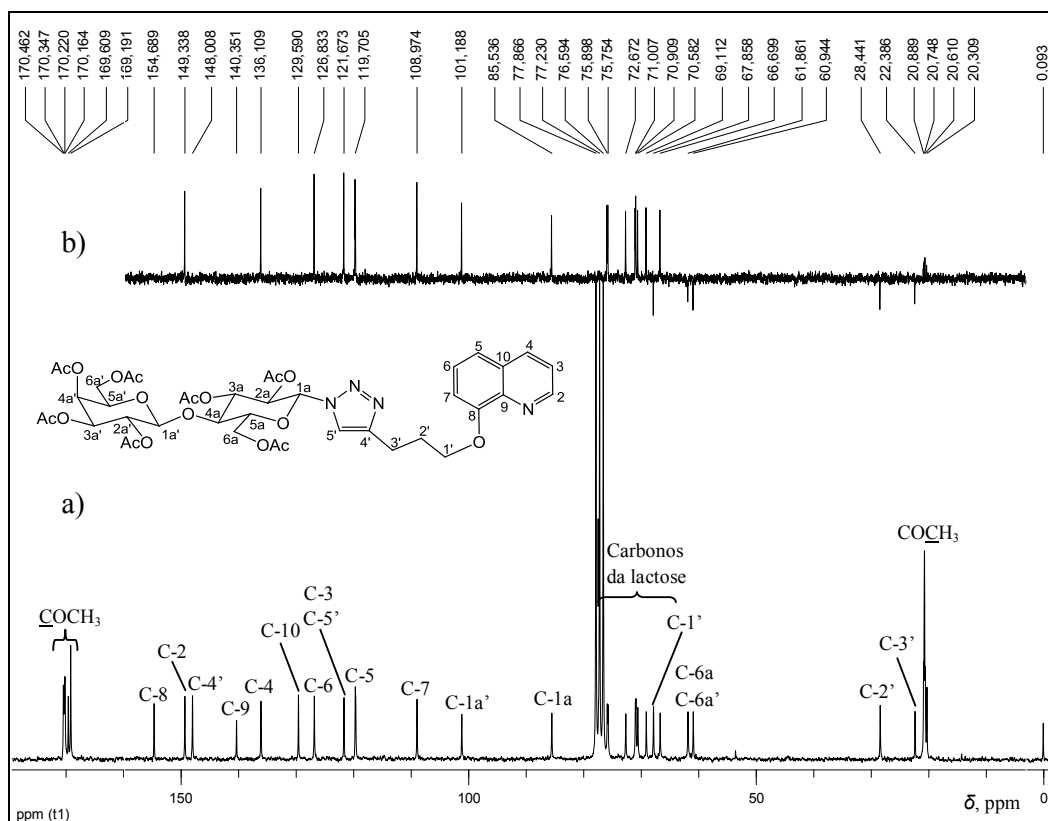 170,462 170,347 170,220 170,164 169,609 169,191 154,689 149,338 148,008 140,351 136,109 129,590 126,833 121,673 119,705 108,974 101,188 85,536 77,866 77,230 76,594 75,898 75,754 72,672 71,007 70,909 70,582 69,112 67,858 66,699 61,861 60,944 28,441 22,386 20,889 20,748 20,610 20,309 0.093
b)
AcO 6a' OAc 4a' 5a' O AcO 3a' 2a' AcO 1a' O
AcO 3a 4a 2a AcO 1a 5a O 6a OAc N N N 5' 4' 3' 2' 1' O
5 4 6 10 3 7 9 2 8 N
a)
COCH3
Carbonos
da lactose
COCH3
C-8
C-2
C-4’
C-9
C-4
C-10
C-6
C-3
C-5’
C-5
C-7
C-1a’
C-1a
C-1’
C-6a
C-6a’
C-2’
C-3’
150 100 50 0
ppm (t1)
δ, ppm